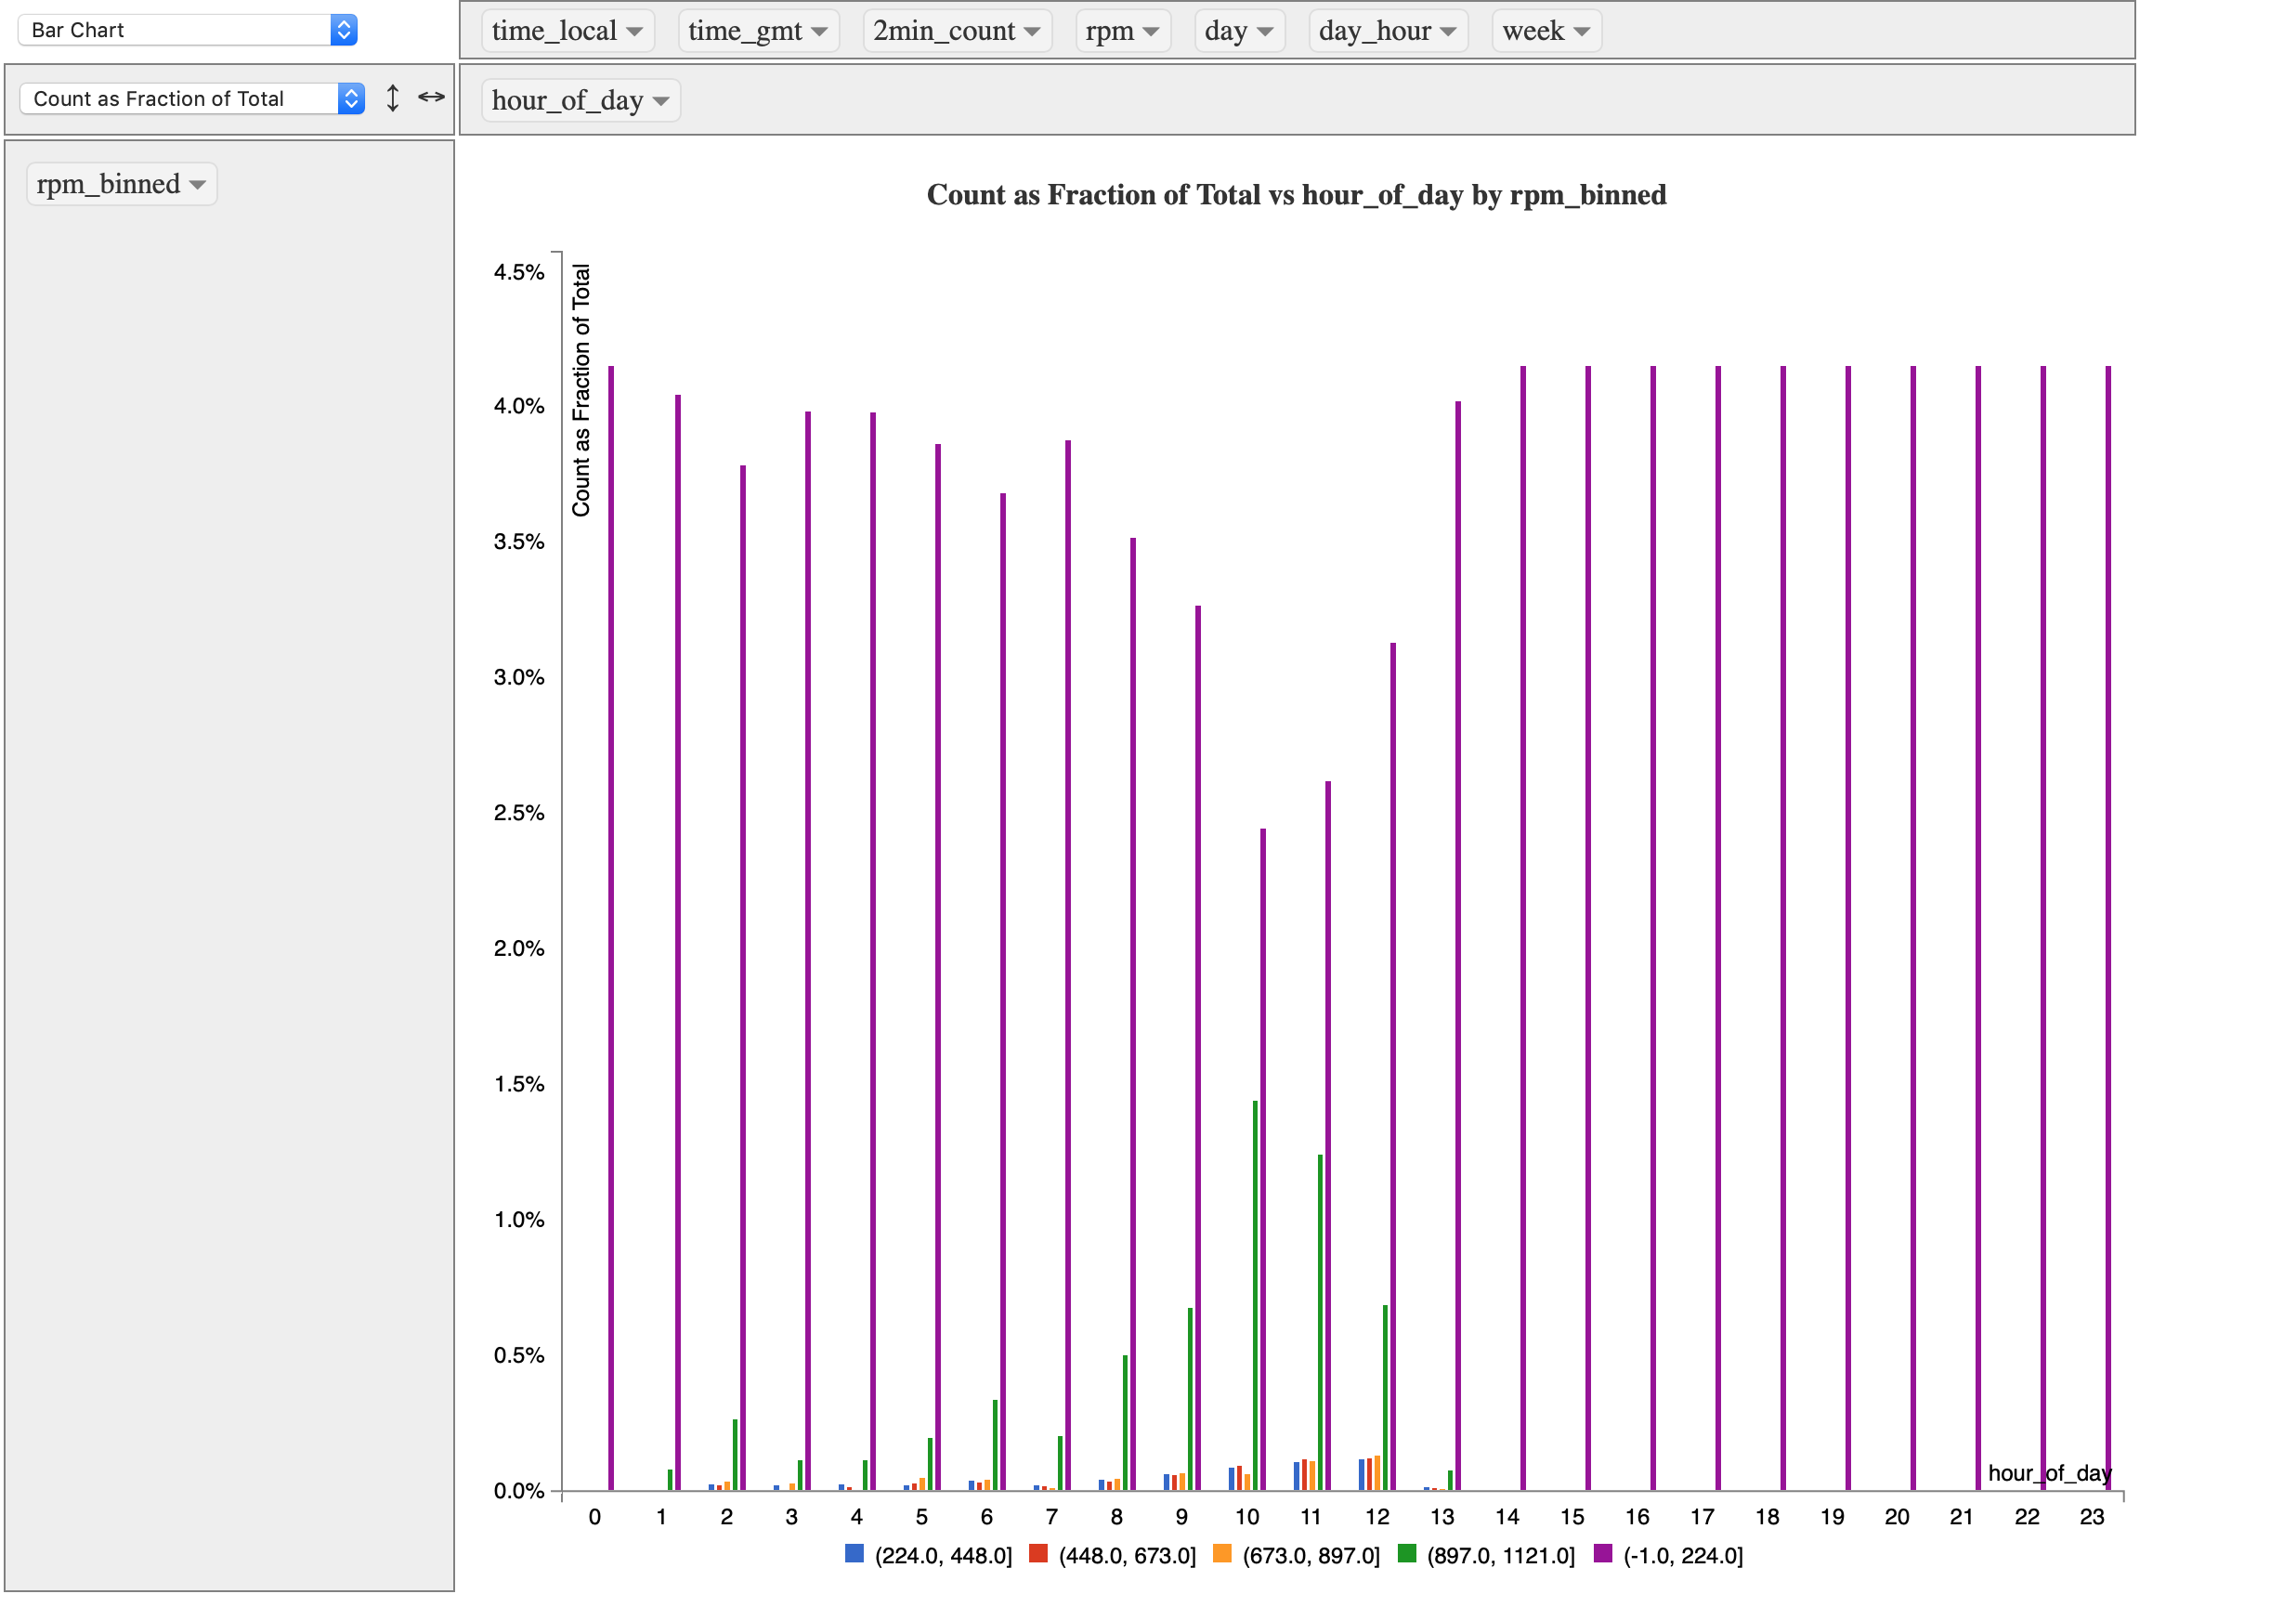 Bar Chart
time_local time_gmt 2min_count rpm day day_hour week
Count as Fraction of Total
hour_of_day
rpm_binned
Count as Fraction of Total vs hour_of_day by rpm_binned
Count as Fraction of Total
4.5%
4.0%
3.5%
3.0%
2.5%
2.0%
1.5%
1.0%
0.5%
0.0%
hour_of_day
0 1 2 3 4 5 6 7 8 9 10 11 12 13 14 15 16 17 18 19 20 21 22 23
(224.0, 448.0] (448.0, 673.0] (673.0, 897.0] (897.0, 1121.0] (-1.0, 224.0]